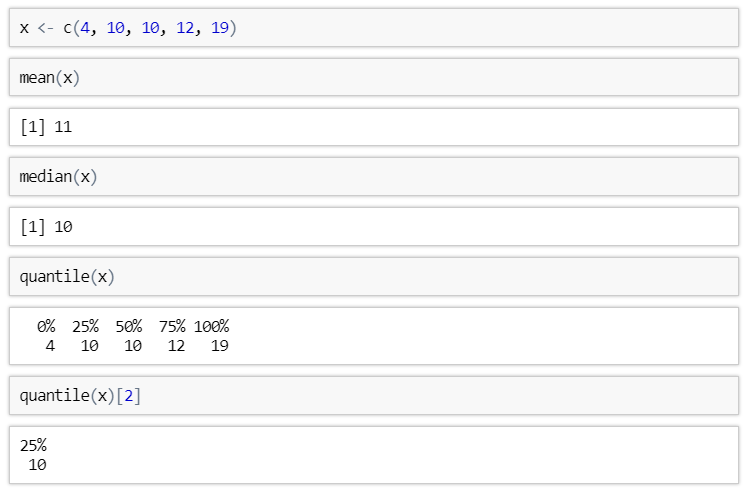 x <- c(4, 10, 10, 12, 19)
mean(x)
[1] 11
median(x)
[1] 10
quantile(x)
0% 25% 50% 75% 100%
4 10 10 12 19
quantile(x)[2]
25%
10